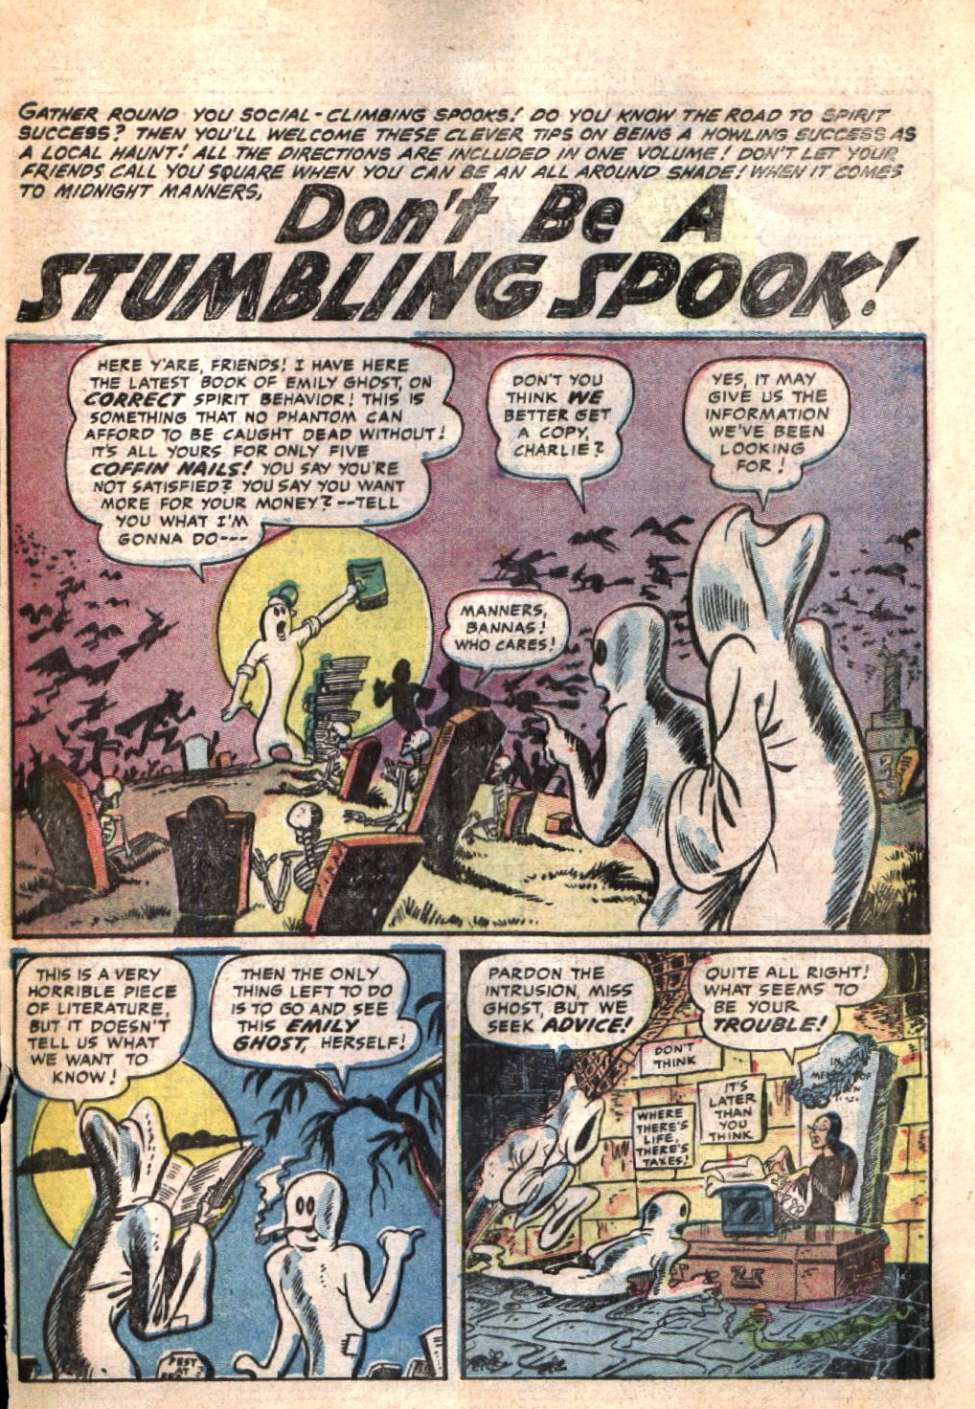 GATHER ROUND YOU SOCIAL-CLIMBING SPOOKS! DO YOU KNOW THE ROAD TO SPIRIT
SUCCESS? THEN YOU'LL WELCOME THESE CLEVER TIPS ON BEING A HOWLING SUCCESS AS
A LOCAL HAUNT! ALL THE DIRECTIONS ARE INCLUDED IN ONE VOLUME! DON'T LET YOUR
FRIENDS CALL YOU SQUARE WHEN YOU CAN BE AN ALL AROUND SHADE! WHEN IT COMES
TO MIDNIGHT MANNERS,
Don't Be A
STUMBLING SPOOK!
HERE Y'ARE, FRIENDS! I HAVE HERE
THE LATEST BOOK OF EMILY GHOST, ON
CORRECT SPIRIT BEHAVIOR! THIS IS
SOMETHING THAT NO PHANTOM CAN
AFFORD TO BE CAUGHT DEAD WITHOUT!
IT'S ALL YOURS FOR ONLY FIVE
COFFIN NAILS! YOU SAY YOU'RE
NOT SATISFIED? YOU SAY YOU WANT
MORE FOR YOUR MONEY?--TELL
YOU WHAT I'M
GONNA DO---
DON'T YOU
THINK WE
BETTER GET
A COPY,
CHARLIE?
YES, IT MAY
GIVE US THE
INFORMATION
WE'VE BEEN
LOOKING
FOR!
MANNERS,
BANNAS!
WHO CARES!
THIS IS A VERY
HORRIBLE PIECE
OF LITERATURE,
BUT IT DOESN'T
TELL US WHAT
WE WANT TO
KNOW!
THEN THE ONLY
THING LEFT TO DO
IS TO GO AND SEE
THIS EMILY
GHOST, HERSELF!
PEST
PARDON THE
INTRUSION, MISS
GHOST, BUT WE
SEEK ADVICE!
QUITE ALL RIGHT!
WHAT SEEMS TO
BE YOUR
TROUBLE!
DON'T
THINK
IT'S
LATER
THAN
YOU
THINK
WHERE
THERE'S
LIFE,
THERE'S
TAXES!
IN
OF